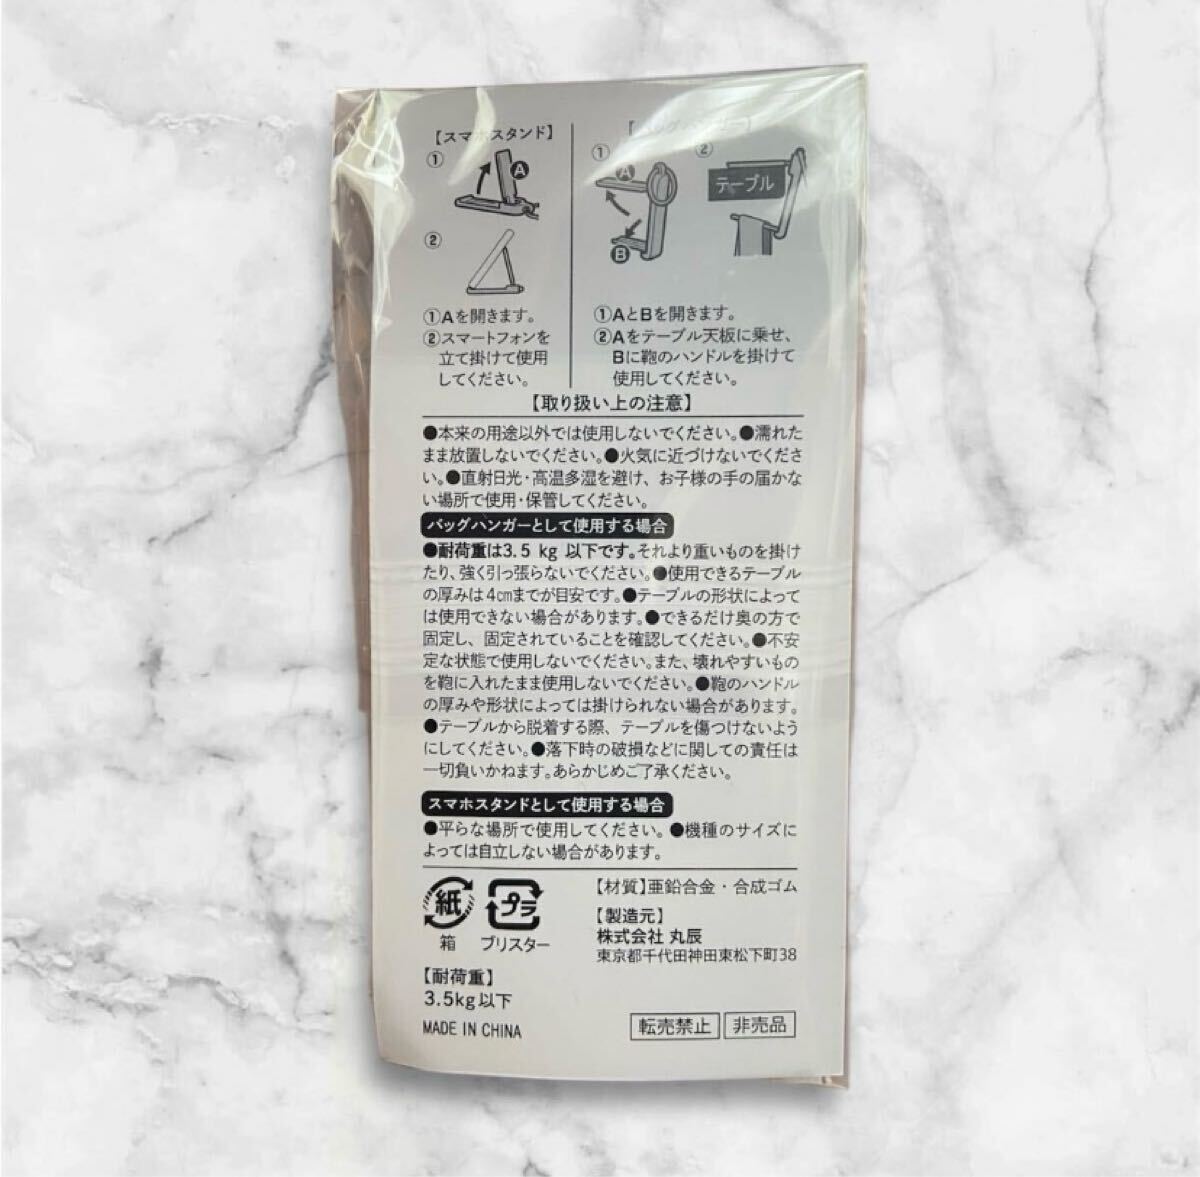 【スマホスタンド】
① A
②
①Aを開きます。
②スマートフォンを
立て掛けて使用
してください。
① A
B
②
テーブル
①AとBを開きます。
②Aをテーブル天板に乗せ、
Bに鞄のハンドルを掛けて
使用してください。
【取り扱い上の注意】
●本来の用途以外では使用しないでください。●濡れた
まま放置しないでください。●火気に近づけないでくださ
い。●直射日光・高温多湿を避け、お子様の手の届かな
い場所で使用・保管してください。
バッグハンガーとして使用する場合
●耐荷重は3.5 kg 以下です。それより重いものを掛け
たり、強く引っ張らないでください。●使用できるテーブル
の厚みは4㎝までが目安です。●テーブルの形状によって
は使用できない場合があります。●できるだけ奥の方で
固定し、固定されていることを確認してください。●不安
定な状態で使用しないでください。また、壊れやすいもの
を鞄に入れたまま使用しないでください。●鞄のハンドル
の厚みや形状によっては掛けられない場合があります。
●テーブルから脱着する際、テーブルを傷つけないよう
にしてください。●落下時の破損などに関しての責任は
一切負いかねます。あらかじめご了承ください。
スマホスタンドとして使用する場合
●平らな場所で使用してください。●機種のサイズに
よっては自立しない場合があります。
紙
箱
プラ
ブリスター
【材質】亜鉛合金・合成ゴム
【製造元】
株式会社 丸辰
東京都千代田神田東松下町38
【耐荷重】
3.5kg以下
MADE IN CHINA
転売禁止 非売品